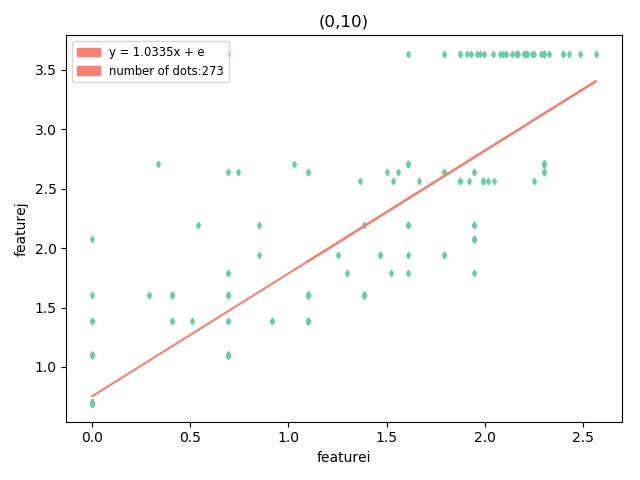 (0,10)
y = 1.0335x + e
number of dots:273
3.5
3.0
2.5
2.0
1.5
1.0
featurej
0.0 0.5 1.0 1.5 2.0 2.5
featurei